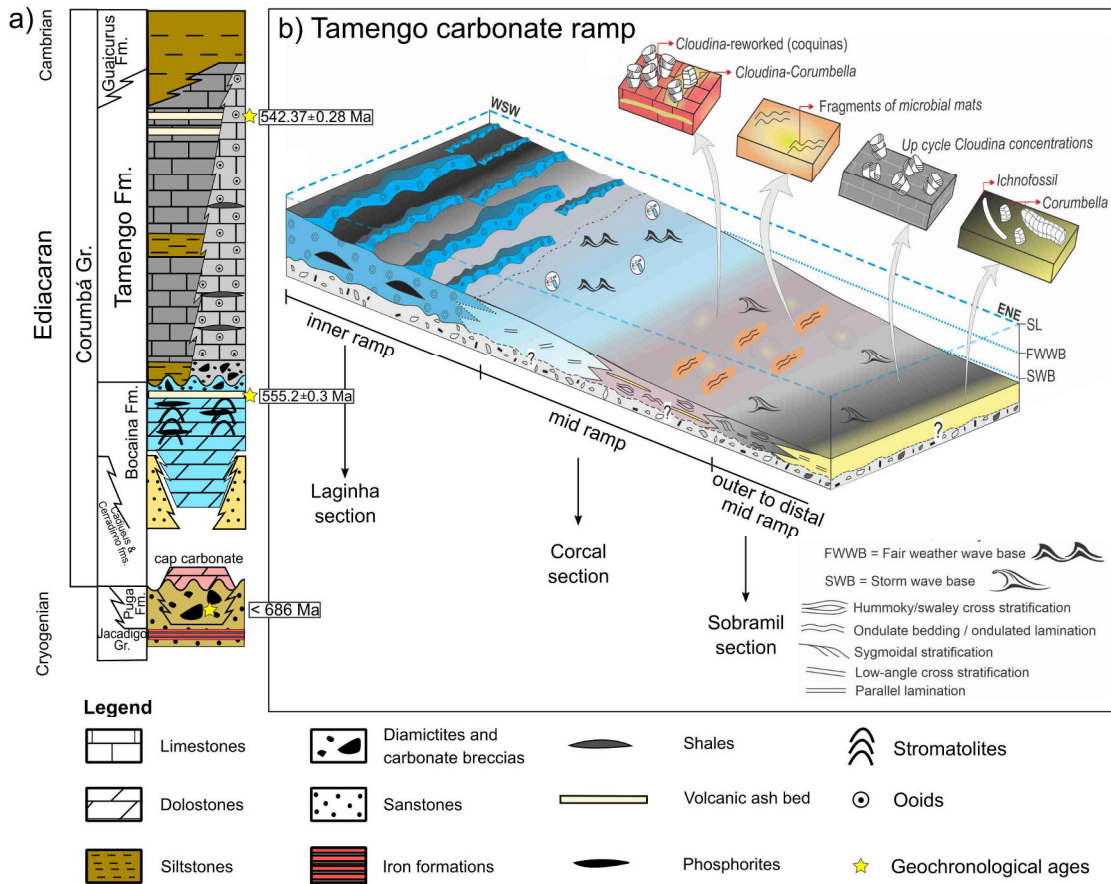 a)
Cambrian
Ediacaran
Cryogenian
Corumbá Gr.
Guaicurus
Fm.
Tamengo Fm.
Bocaina Fm.
Cadiueus &
Cerradinho fms.
Puga
Fm.
Jacadigo
Gr.
542.37±0.28 Ma
555.2±0.3 Ma
cap carbonate
< 686 Ma
b) Tamengo carbonate ramp
WSW
Cloudina-reworked (coquinas)
Cloudina-Corumbella
Fragments of microbial mats
Up cycle Cloudina concentrations
Ichnofossil
Corumbella
ENE
SL
FWWB
SWB
?
?
?
?
inner ramp
mid ramp
outer to distal
mid ramp
Laginha
section
Corcal
section
Sobramil
section
FWWB = Fair weather wave base
SWB = Storm wave base
Hummoky/swaley cross stratification
Ondulate bedding / ondulated lamination
Sygmoidal stratification
Low-angle cross stratification
Parallel lamination
Legend
Limestones
Diamictites and
carbonate breccias
Shales
Stromatolites
Dolostones
Sanstones
Volcanic ash bed
Ooids
Siltstones
Iron formations
Phosphorites
Geochronological ages